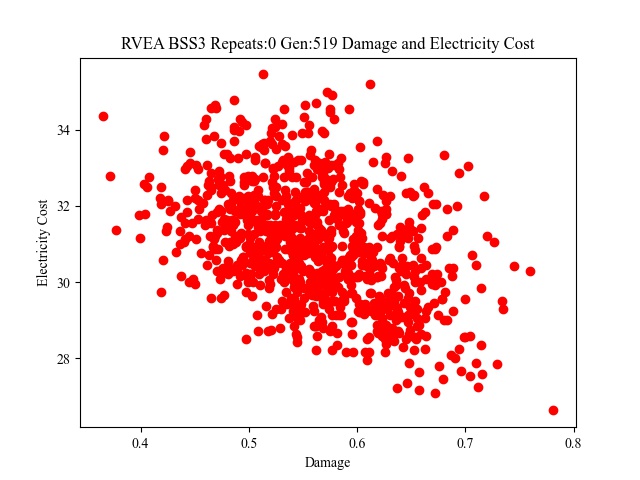 RVEA BSS3 Repeats:0 Gen:519 Damage and Electricity Cost
Electricity Cost
34
32
30
28
0.4 0.5 0.6 0.7 0.8
Damage